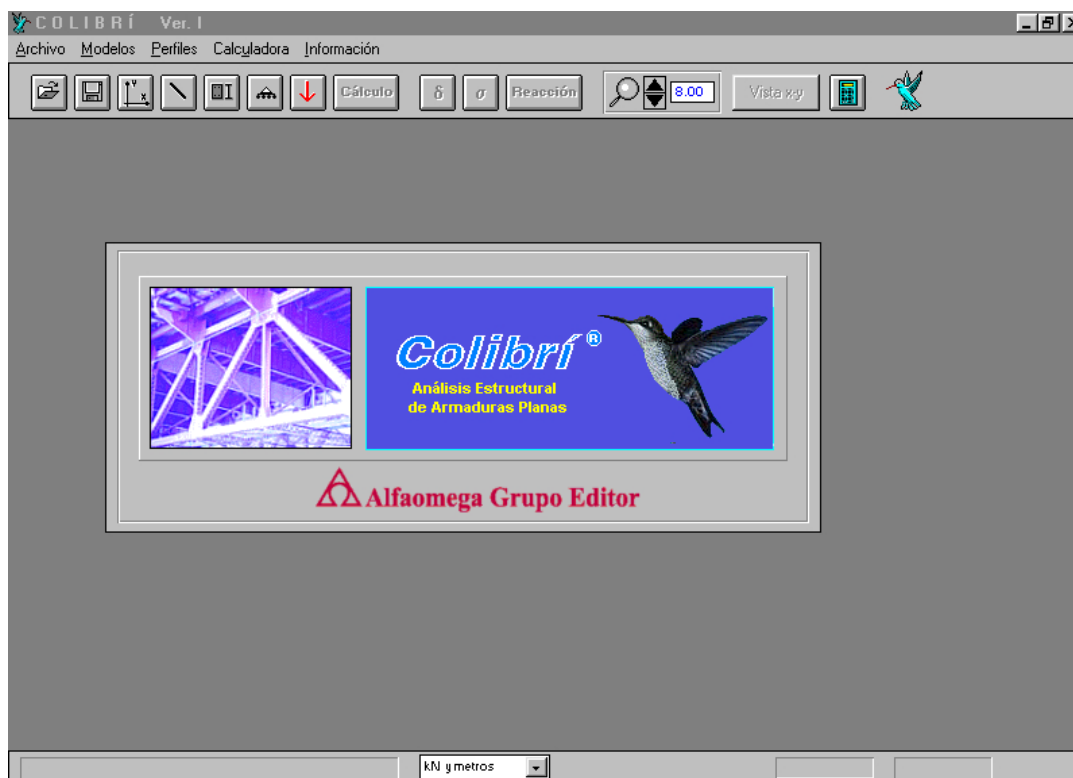 COLIBRÍ Ver. I
Archivo Modelos Perfiles Calculadora Información
Y
x
Cálculo δ σ Reacción 8.00 Vista x-y
Colibrí ®
Análisis Estructural
de Armaduras Planas
Alfaomega Grupo Editor
kN y metros